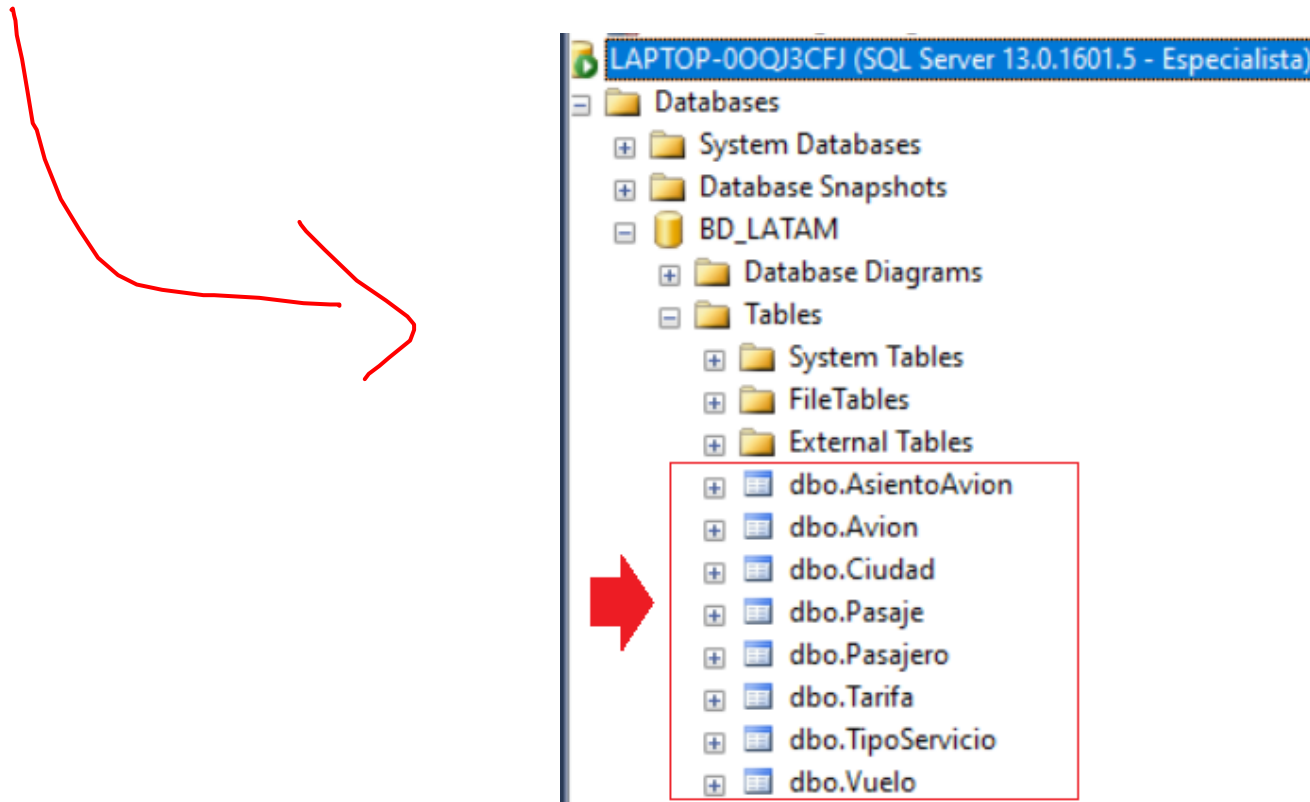 LAPTOP-0OQJ3CFJ (SQL Server 13.0.1601.5 - Especialista)
Databases
System Databases
Database Snapshots
BD_LATAM
Database Diagrams
Tables
System Tables
FileTables
External Tables
dbo.AsientoAvion
dbo.Avion
dbo.Ciudad
dbo.Pasaje
dbo.Pasajero
dbo.Tarifa
dbo.TipoServicio
dbo.Vuelo